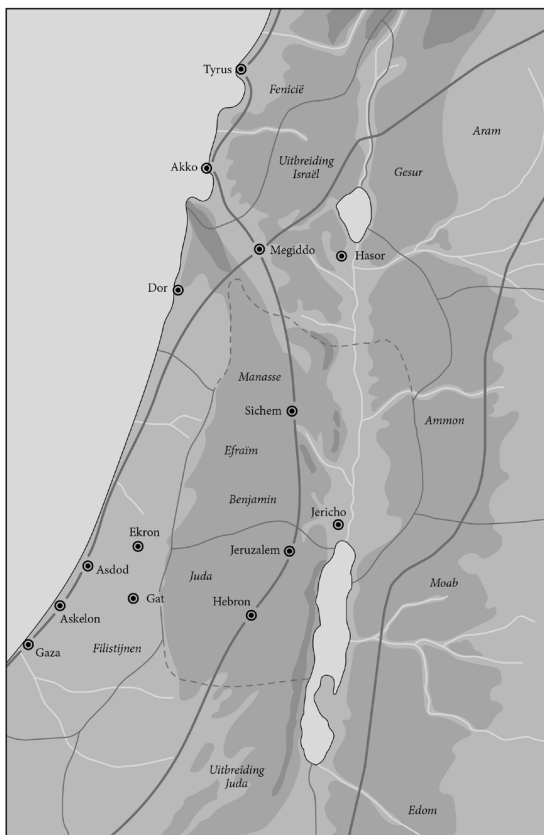 Tyrus
Fenicië
Aram
Akko
Uitbreiding
Israël
Gesur
Megiddo
Hasor
Dor
Manasse
Sichem
Ammon
Efraïm
Benjamin
Jericho
Ekron
Jeruzalem
Asdod
Juda
Moab
Gat
Hebron
Askelon
Gaza
Filistijnen
Uitbreiding
Juda
Edom